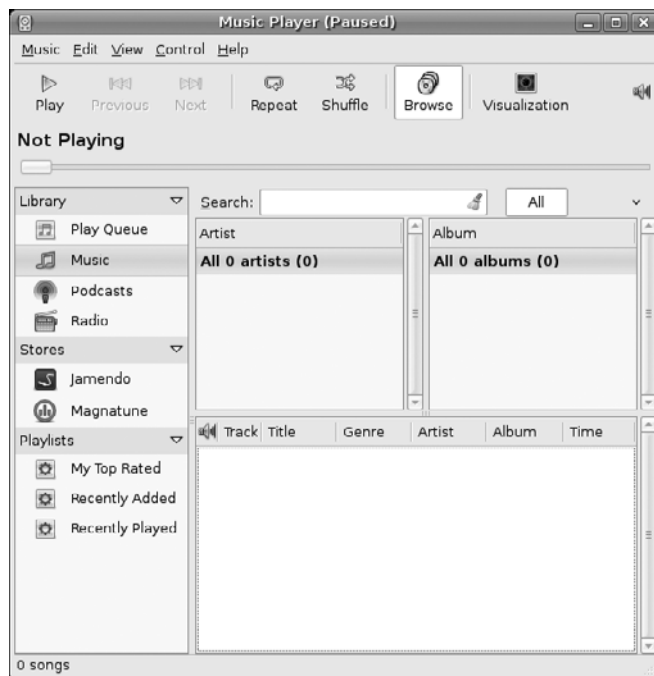 Music Player (Paused)
Music Edit View Control Help
Play Previous Next Repeat Shuffle Browse Visualization
Not Playing
Library
Play Queue
Music
Podcasts
Radio
Stores
Jamendo
Magnatune
Playlists
My Top Rated
Recently Added
Recently Played
Search: All
Artist Album
All 0 artists (0) All 0 albums (0)
Track Title Genre Artist Album Time
0 songs